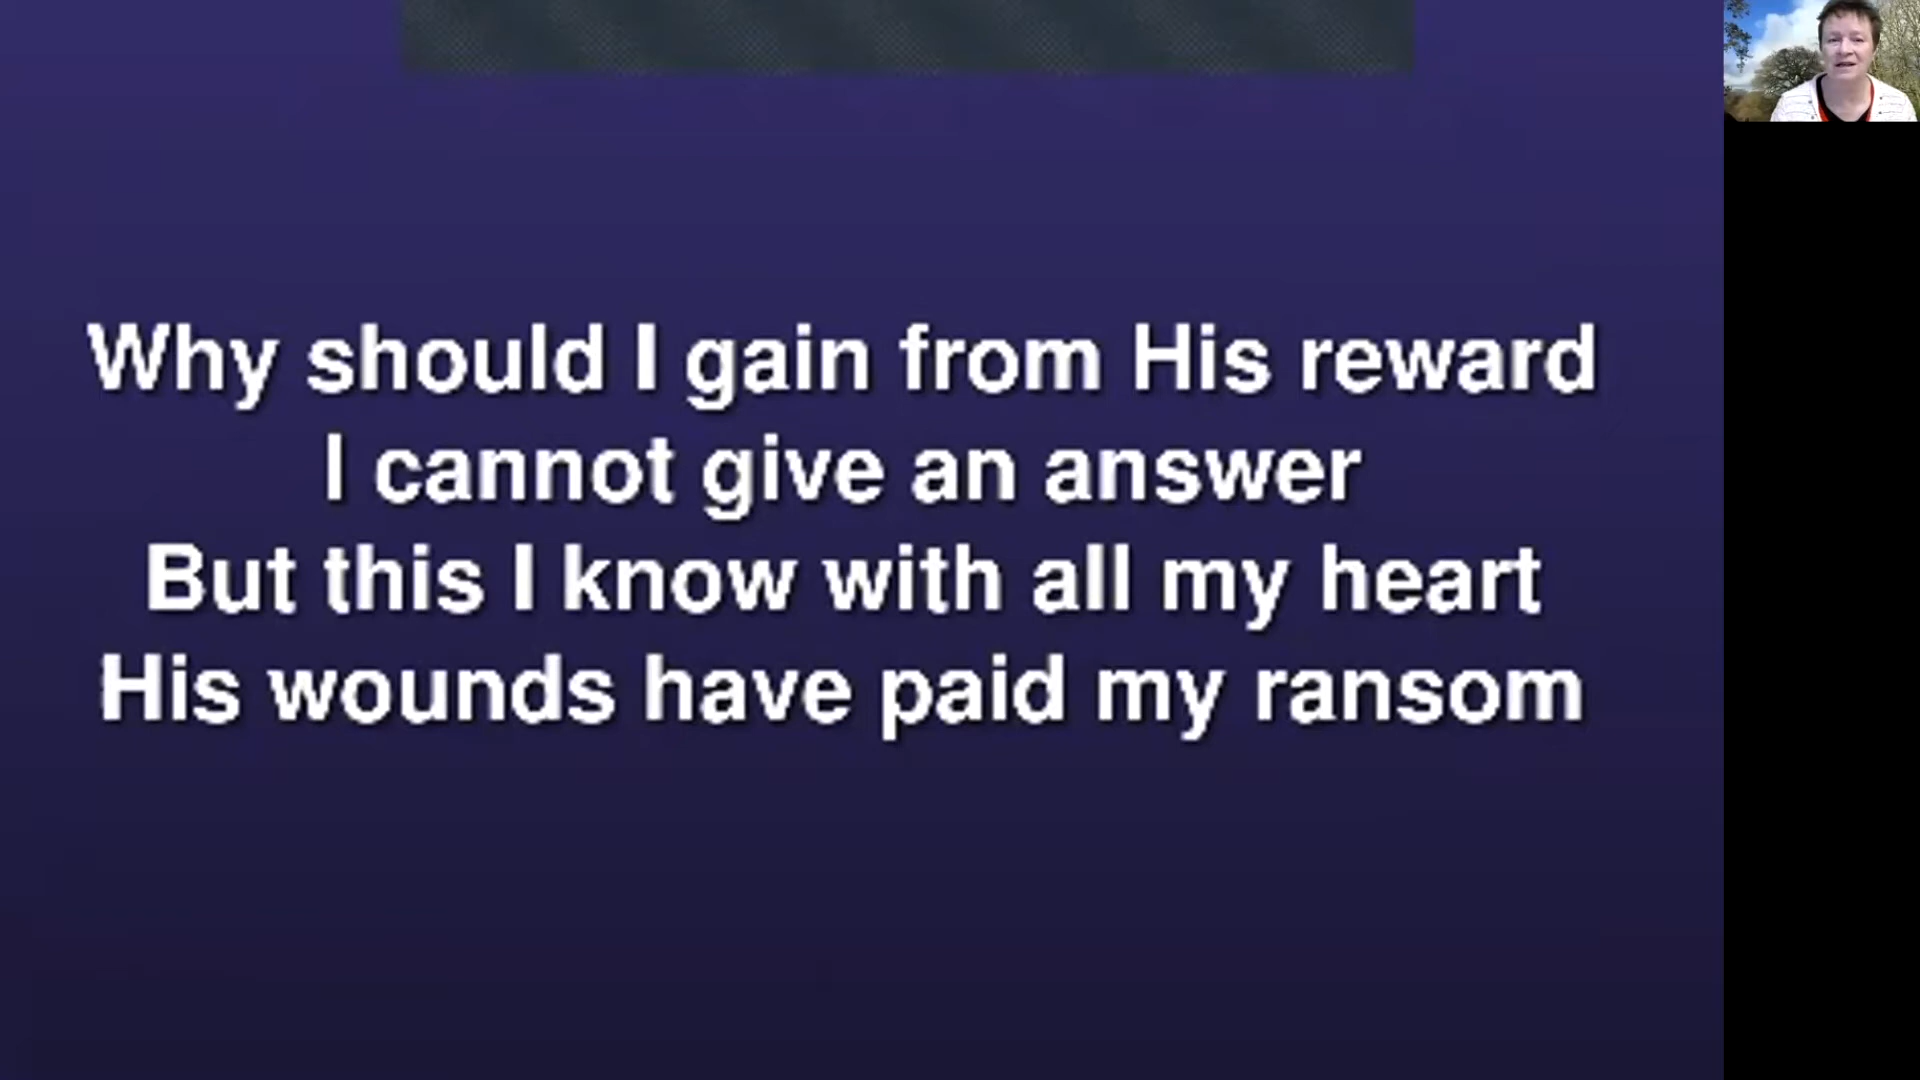 Why should I gain from His reward
I cannot give an answer
But this I know with all my heart
His wounds have paid my ransom